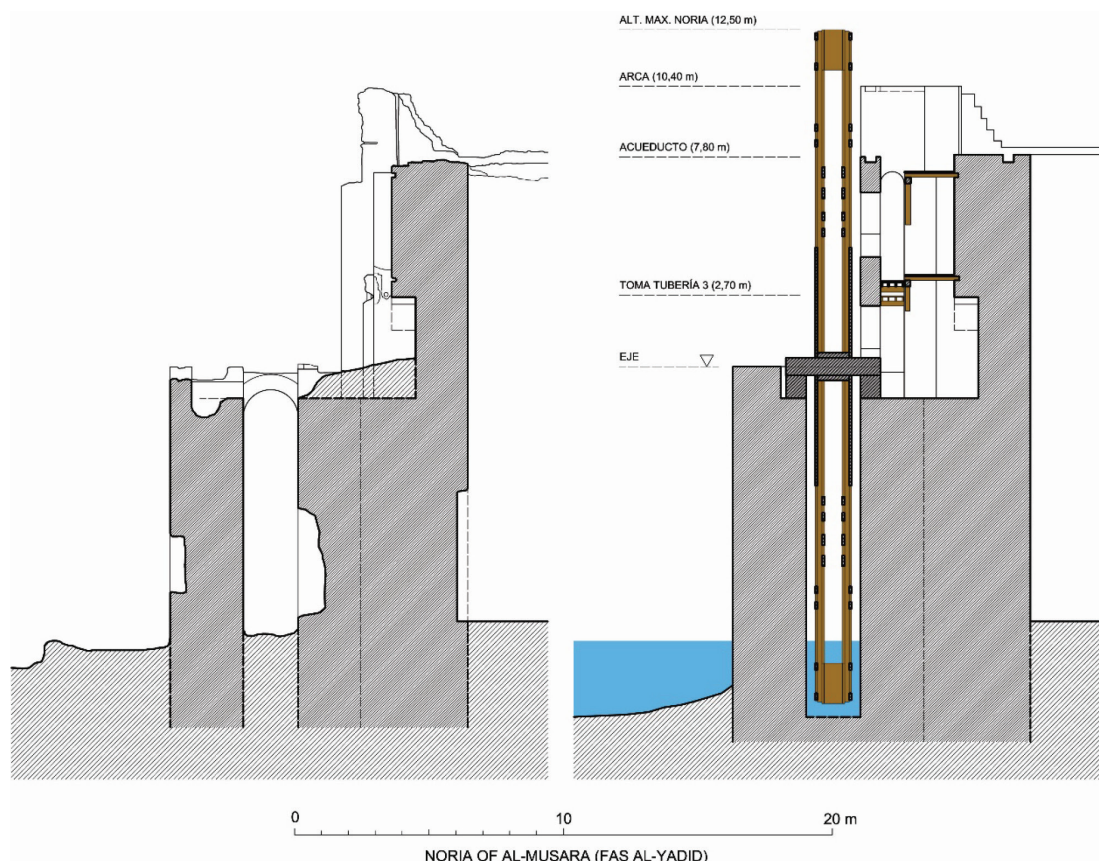 ALT. MAX. NORIA (12,50 m)
ARCA (10,40 m)
ACUEDUCTO (7,80 m)
TOMA TUBERÍA 3 (2,70 m)
EJE
0 10 20 m
NORIA OF AL-MUSARA (FAS AL-YADID)